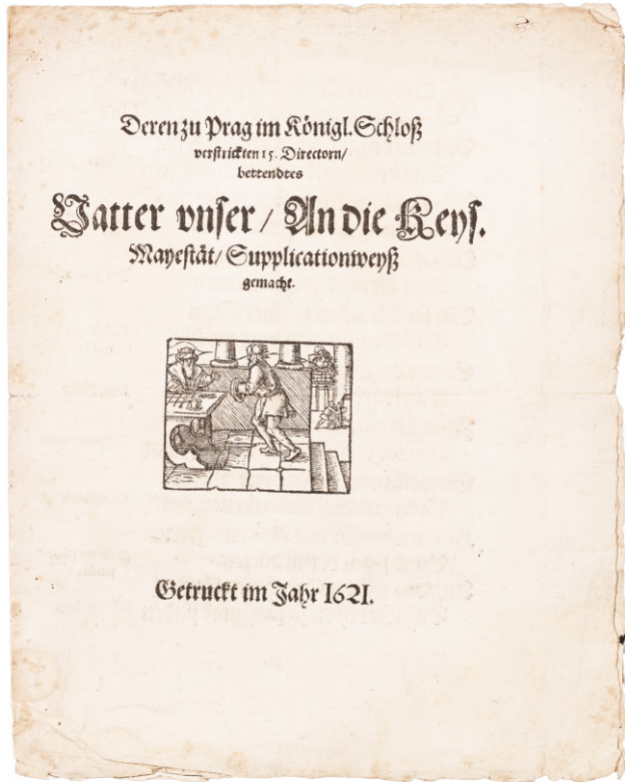 Deren zu Prag im Königl. Schloß
verstrickten 15. Directorn/
bettendtes
Vatter vnser / An die Keys.
Mayestät/ Supplicationweyß
gemacht.
Getruckt im Jahr 1621.